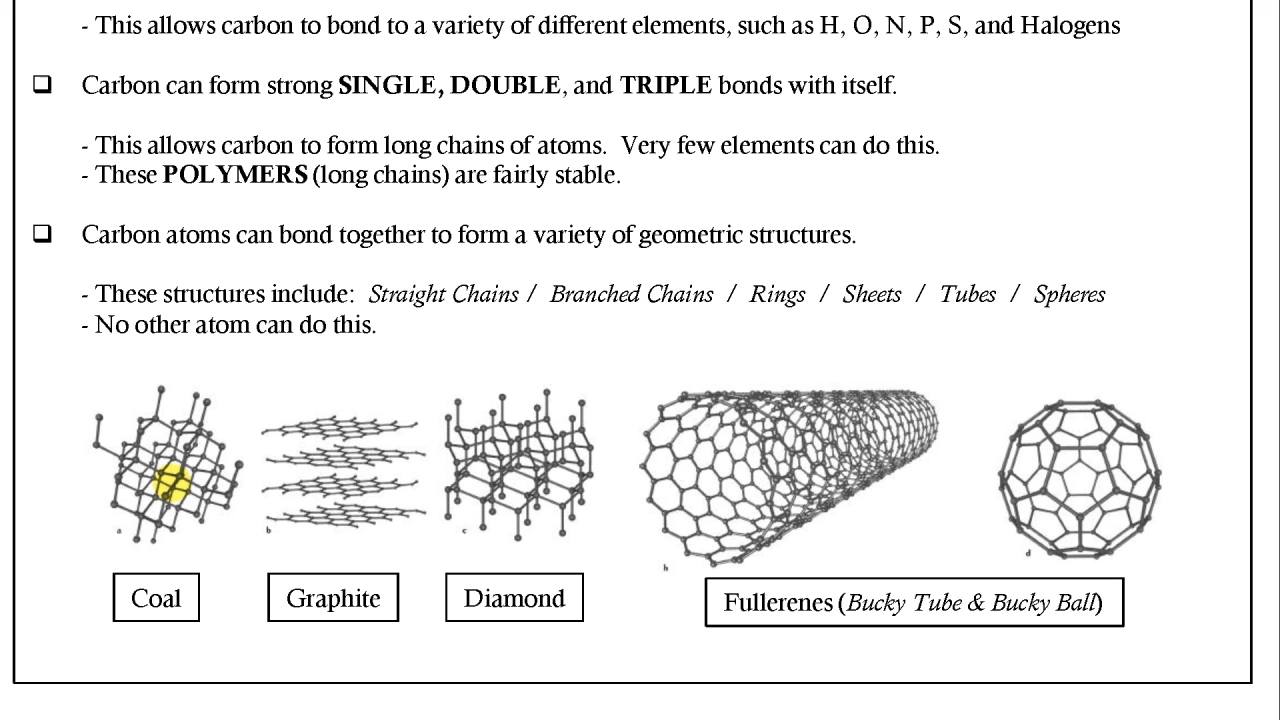 - This allows carbon to bond to a variety of different elements, such as H, O, N, P, S, and Halogens
❑ Carbon can form strong SINGLE, DOUBLE, and TRIPLE bonds with itself.
- This allows carbon to form long chains of atoms. Very few elements can do this.
- These POLYMERS (long chains) are fairly stable.
❑ Carbon atoms can bond together to form a variety of geometric structures.
- These structures include: Straight Chains / Branched Chains / Rings / Sheets / Tubes / Spheres
- No other atom can do this.
a b c h d
Coal Graphite Diamond Fullerenes (Bucky Tube & Bucky Ball)